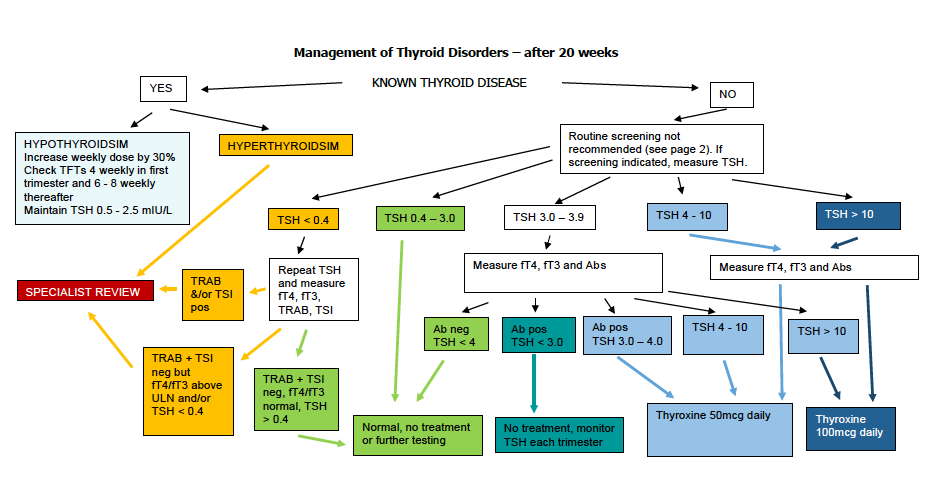 Management of Thyroid Disorders – after 20 weeks
KNOWN THYROID DISEASE
YES
NO
HYPOTHYROIDSIM
Increase weekly dose by 30%
Check TFTs 4 weekly in first
trimester and 6 - 8 weekly
thereafter
Maintain TSH 0.5 - 2.5 mIU/L
HYPERTHYROIDSIM
Routine screening not
recommended (see page 2). If
screening indicated, measure TSH.
TSH < 0.4
TSH 0.4 – 3.0
TSH 3.0 – 3.9
TSH 4 - 10
TSH > 10
Repeat TSH
and measure
fT4, fT3,
TRAB, TSI
Measure fT4, fT3 and Abs
Measure fT4, fT3 and Abs
SPECIALIST REVIEW
TRAB
&/or TSI
pos
Ab neg
TSH < 4
Ab pos
TSH < 3.0
Ab pos
TSH 3.0 – 4.0
TSH 4 - 10
TSH > 10
TRAB + TSI
neg but
fT4/fT3 above
ULN and/or
TSH < 0.4
TRAB + TSI
neg, fT4/fT3
normal, TSH
> 0.4
Normal, no treatment
or further testing
No treatment, monitor
TSH each trimester
Thyroxine 50mcg daily
Thyroxine
100mcg daily